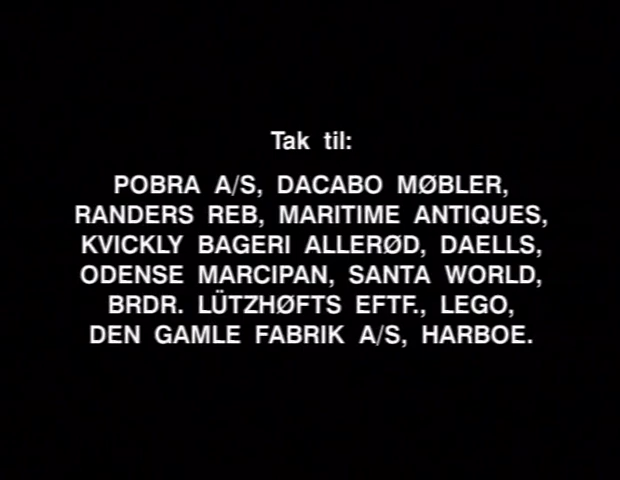 Tak til:
POBRA A/S, DACABO MØBLER,
RANDERS REB, MARITIME ANTIQUES,
KVICKLY BAGERI ALLERØD, DAELLS,
ODENSE MARCIPAN, SANTA WORLD,
BRDR. LÜTZHØFTS EFTF., LEGO,
DEN GAMLE FABRIK A/S, HARBOE.